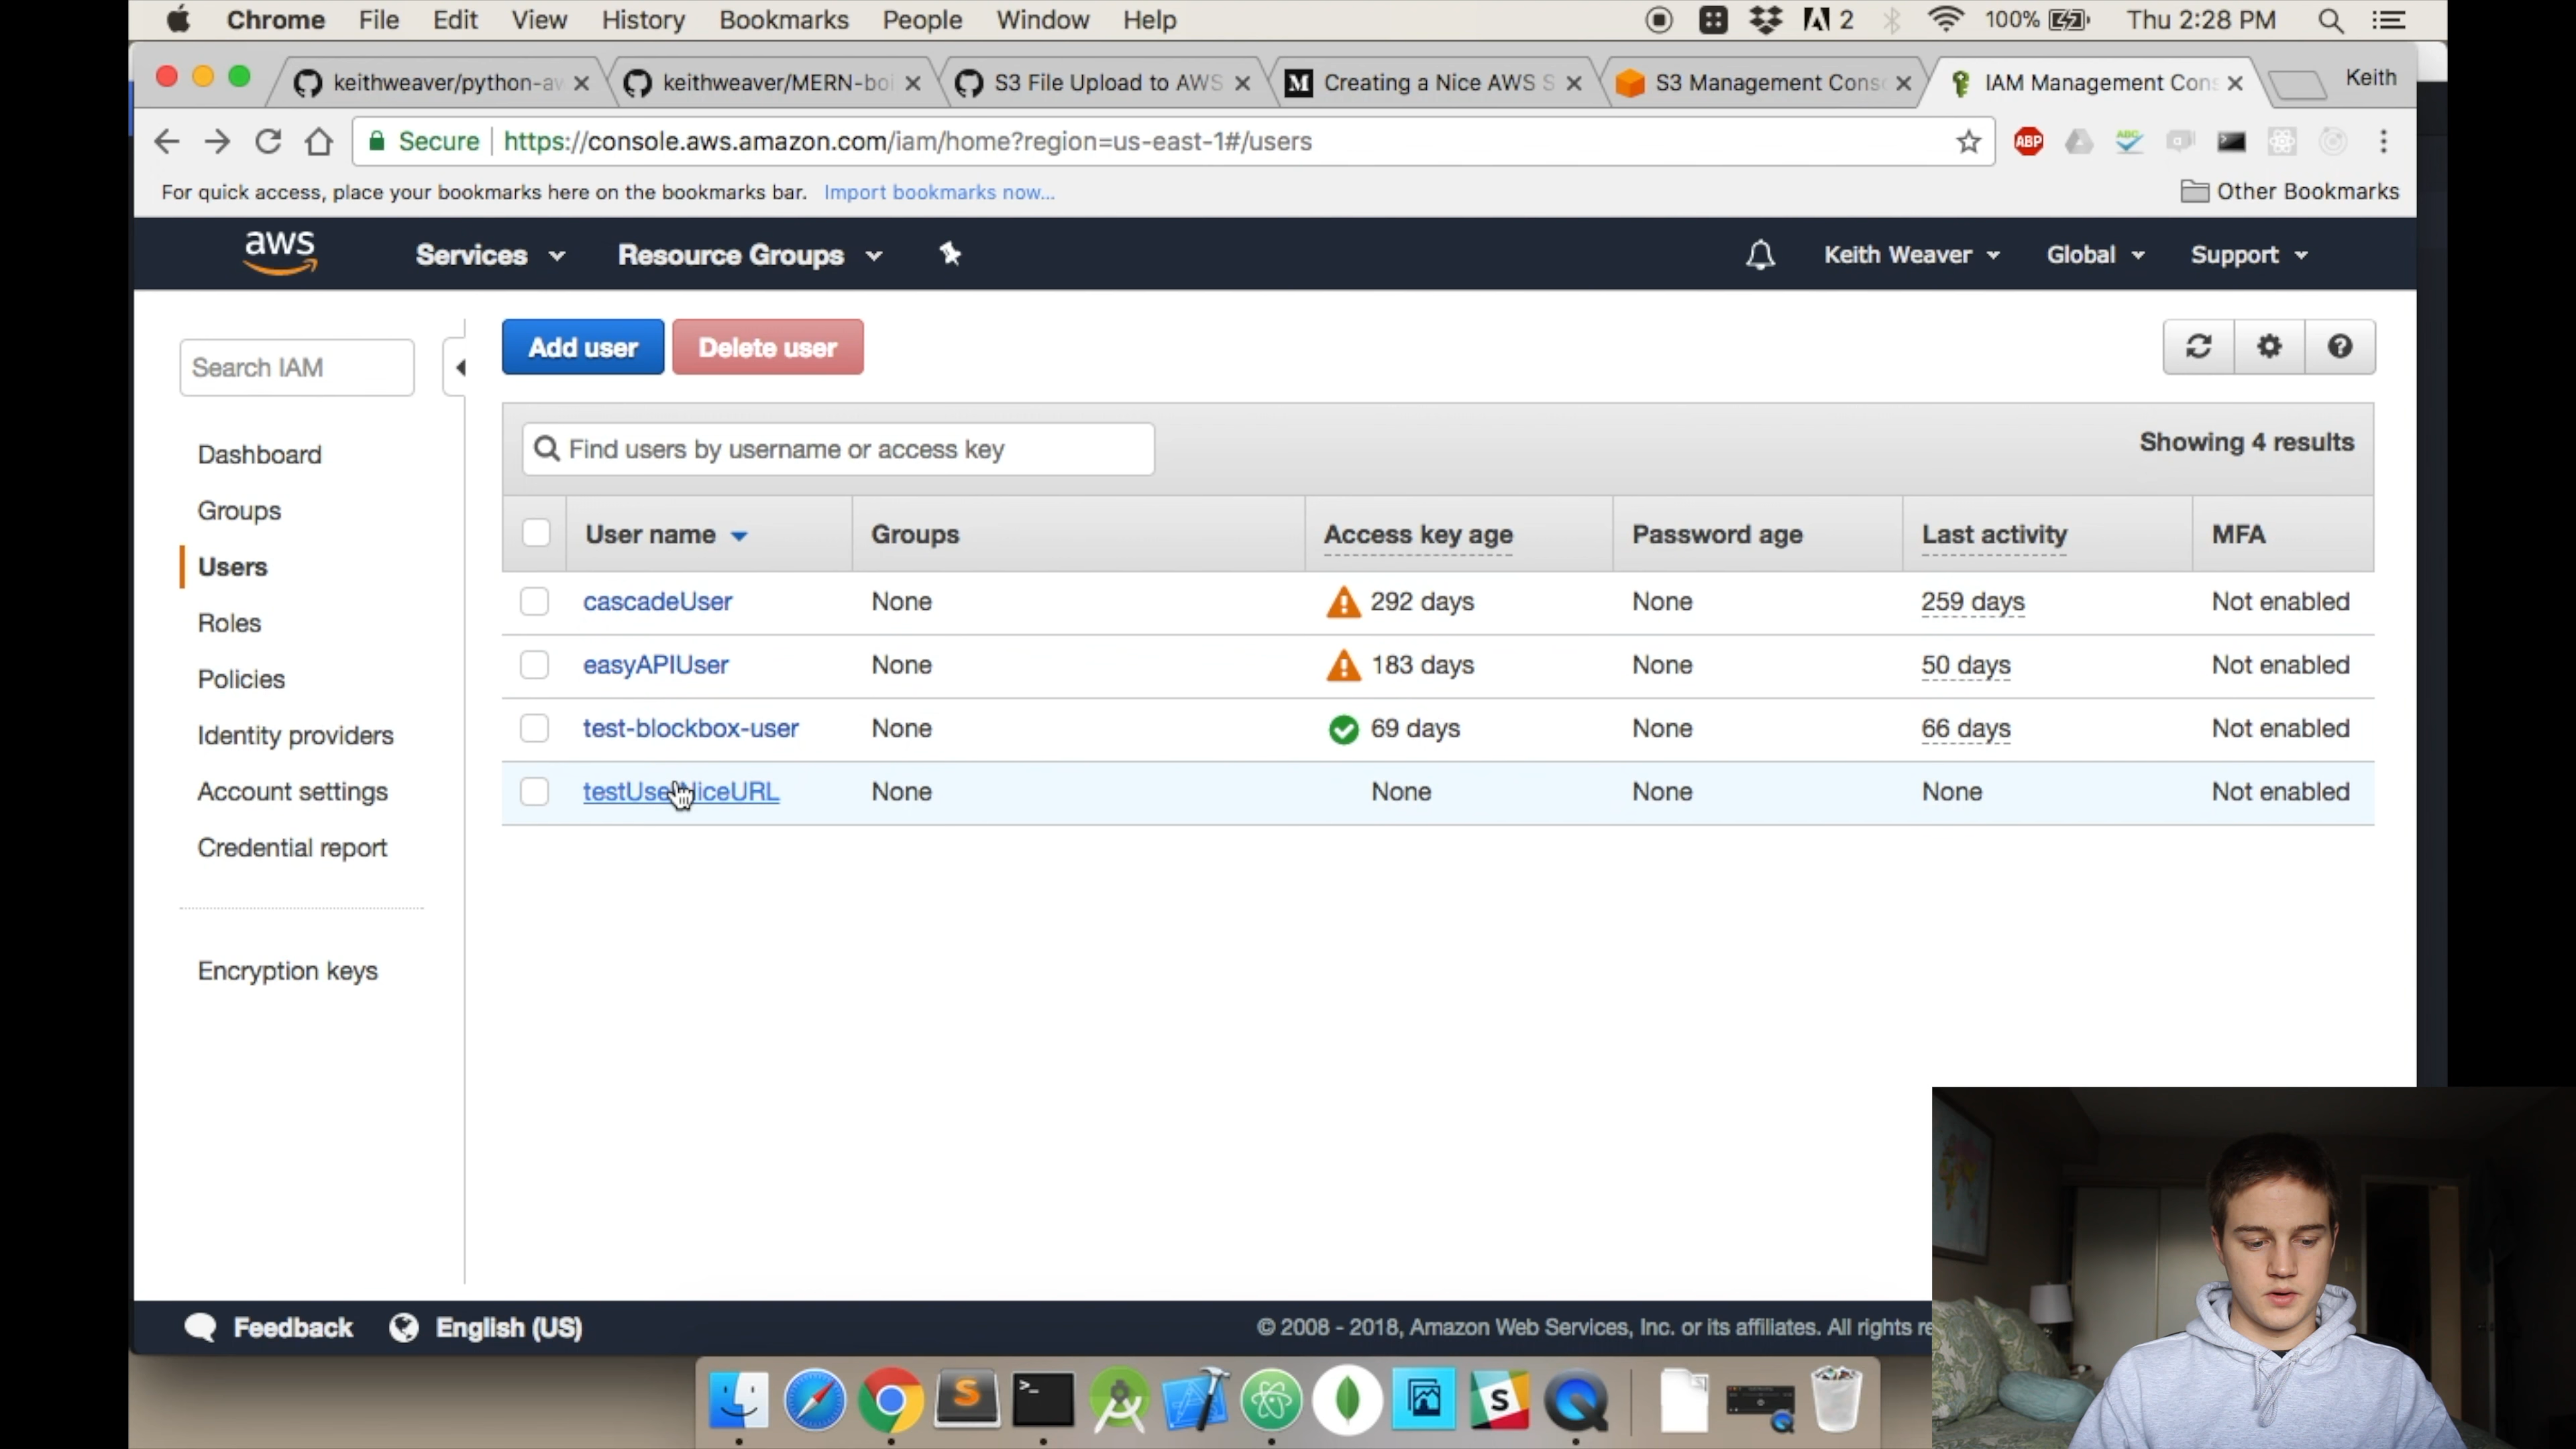 Chrome File Edit View History Bookmarks People Window Help 2 100% Thu 2:28 PM
keithweaver/python-aw keithweaver/MERN-boi S3 File Upload to AWS Creating a Nice AWS S S3 Management Conso IAM Management Cons Keith
Secure https://console.aws.amazon.com/iam/home?region=us-east-1#/users ABP
For quick access, place your bookmarks here on the bookmarks bar. Import bookmarks now... Other Bookmarks
aws Services Resource Groups Keith Weaver Global Support
Search IAM
Dashboard
Groups
Users
Roles
Policies
Identity providers
Account settings
Credential report
Encryption keys
Add user Delete user
Find users by username or access key Showing 4 results
User name Groups Access key age Password age Last activity MFA
cascadeUser None 292 days None 259 days Not enabled
easyAPIUser None 183 days None 50 days Not enabled
test-blockbox-user None 69 days None 66 days Not enabled
None None None None Not enabled
Feedback English (US) © 2008 - 2018, Amazon Web Services, Inc. or its affiliates. All rights re